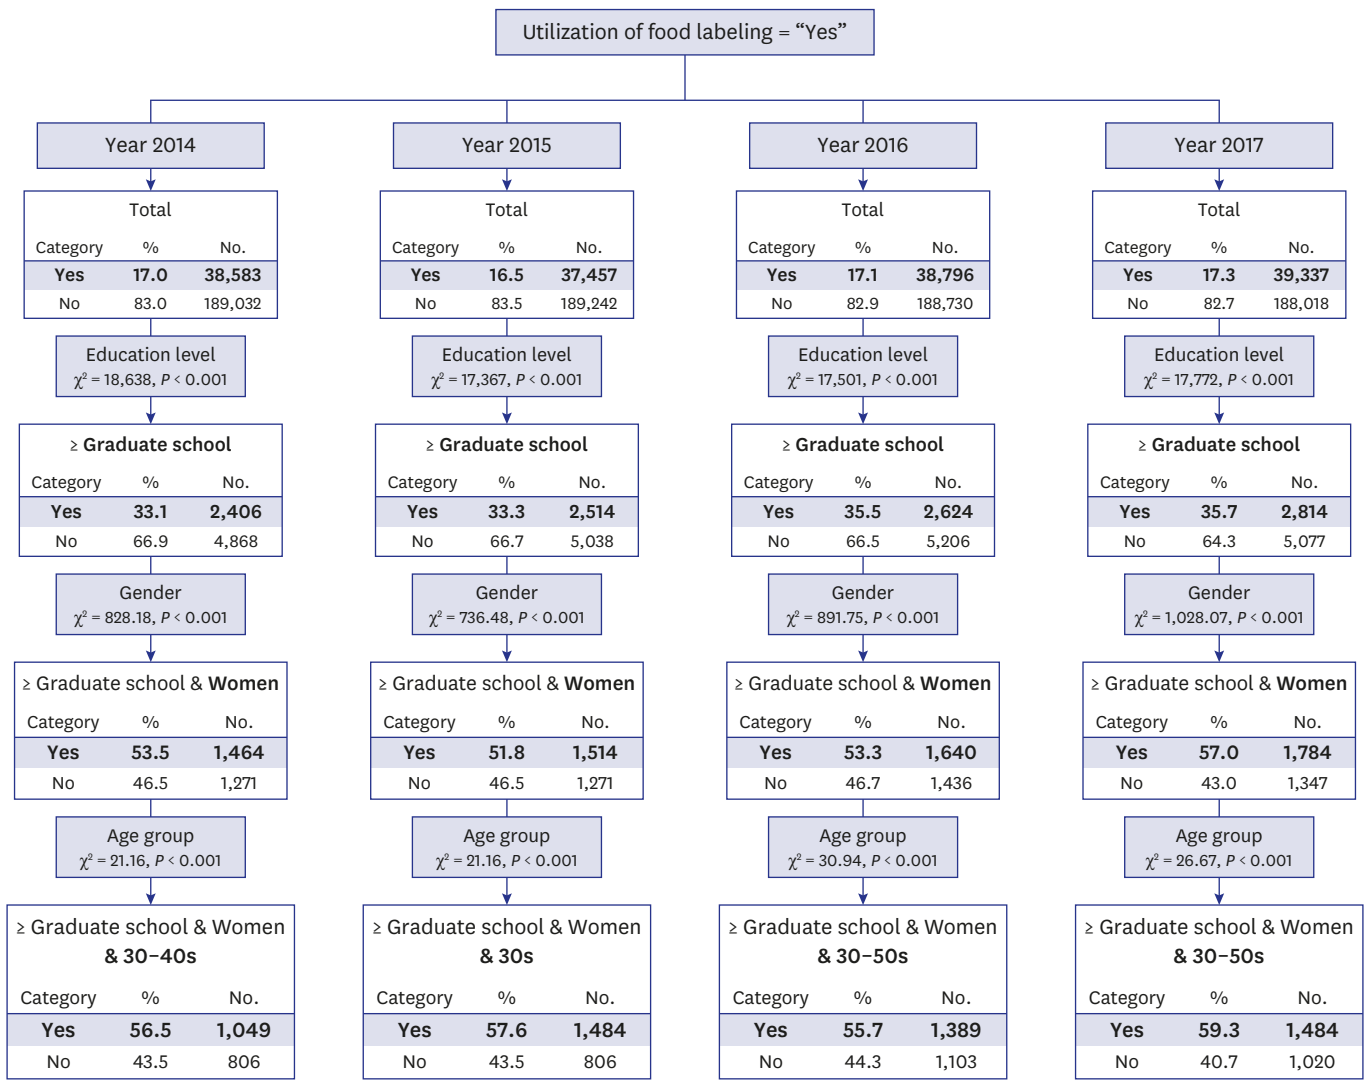 Utilization of food labeling = “Yes”
Year 2014
Total
Category % No.
Yes 17.0 38,583
No 83.0 189,032
Education level
χ² = 18,638, P < 0.001
≥ Graduate school
Category % No.
Yes 33.1 2,406
No 66.9 4,868
Gender
χ² = 828.18, P < 0.001
≥ Graduate school & Women
Category % No.
Yes 53.5 1,464
No 46.5 1,271
Age group
χ² = 21.16, P < 0.001
≥ Graduate school & Women
& 30–40s
Category % No.
Yes 56.5 1,049
No 43.5 806
Year 2015
Total
Category % No.
Yes 16.5 37,457
No 83.5 189,242
Education level
χ² = 17,367, P < 0.001
≥ Graduate school
Category % No.
Yes 33.3 2,514
No 66.7 5,038
Gender
χ² = 736.48, P < 0.001
≥ Graduate school & Women
Category % No.
Yes 51.8 1,514
No 46.5 1,271
Age group
χ² = 21.16, P < 0.001
≥ Graduate school & Women
& 30s
Category % No.
Yes 57.6 1,484
No 43.5 806
Year 2016
Total
Category % No.
Yes 17.1 38,796
No 82.9 188,730
Education level
χ² = 17,501, P < 0.001
≥ Graduate school
Category % No.
Yes 35.5 2,624
No 66.5 5,206
Gender
χ² = 891.75, P < 0.001
≥ Graduate school & Women
Category % No.
Yes 53.3 1,640
No 46.7 1,436
Age group
χ² = 30.94, P < 0.001
≥ Graduate school & Women
& 30–50s
Category % No.
Yes 55.7 1,389
No 44.3 1,103
Year 2017
Total
Category % No.
Yes 17.3 39,337
No 82.7 188,018
Education level
χ² = 17,772, P < 0.001
≥ Graduate school
Category % No.
Yes 35.7 2,814
No 64.3 5,077
Gender
χ² = 1,028.07, P < 0.001
≥ Graduate school & Women
Category % No.
Yes 57.0 1,784
No 43.0 1,347
Age group
χ² = 26.67, P < 0.001
≥ Graduate school & Women
& 30–50s
Category % No.
Yes 59.3 1,484
No 40.7 1,020